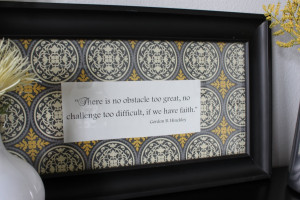 "There is no obstacle too great, no
challenge too difficult, if we have faith."
Gordon B. Hinckley